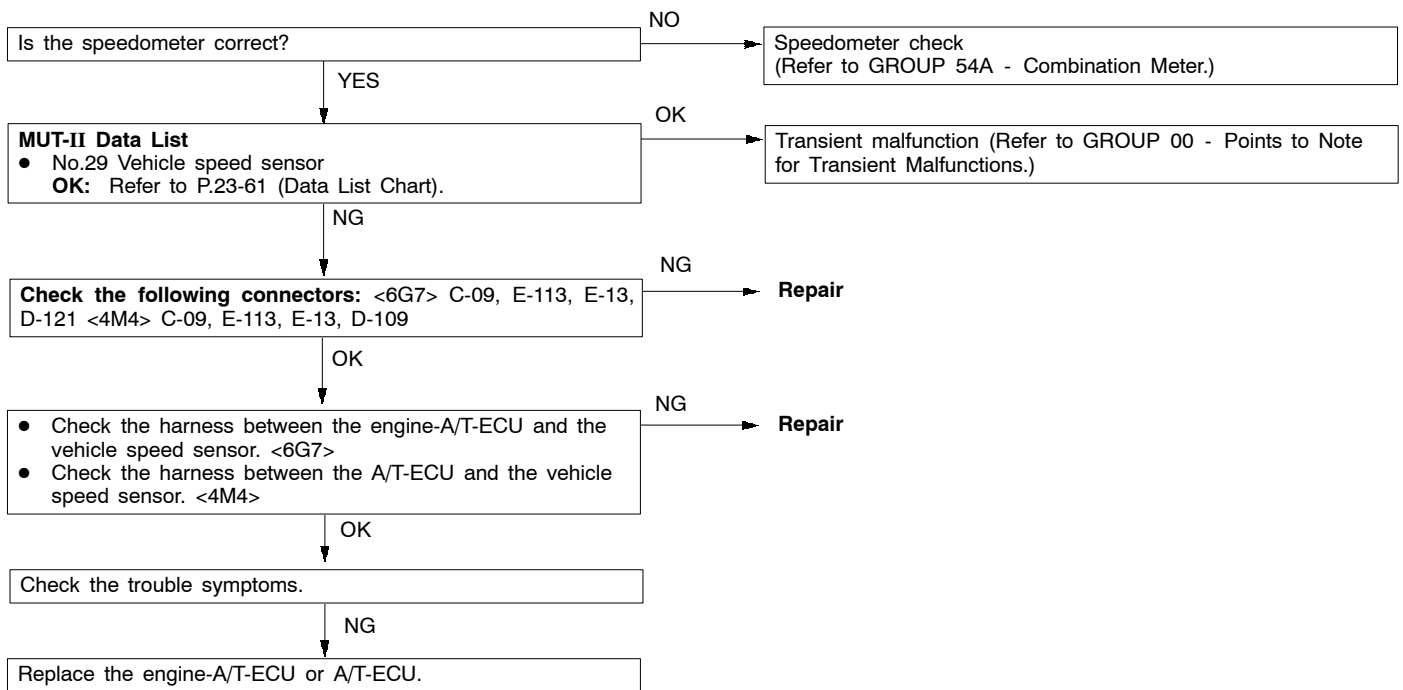 Is the speedometer correct?
NO
Speedometer check
(Refer to GROUP 54A - Combination Meter.)
YES
MUT-II Data List
● No.29 Vehicle speed sensor
OK: Refer to P.23-61 (Data List Chart).
OK
Transient malfunction (Refer to GROUP 00 - Points to Note
for Transient Malfunctions.)
NG
Check the following connectors: <6G7> C-09, E-113, E-13,
D-121 <4M4> C-09, E-113, E-13, D-109
NG
Repair
OK
● Check the harness between the engine-A/T-ECU and the
vehicle speed sensor. <6G7>
● Check the harness between the A/T-ECU and the vehicle
speed sensor. <4M4>
NG
Repair
OK
Check the trouble symptoms.
NG
Replace the engine-A/T-ECU or A/T-ECU.